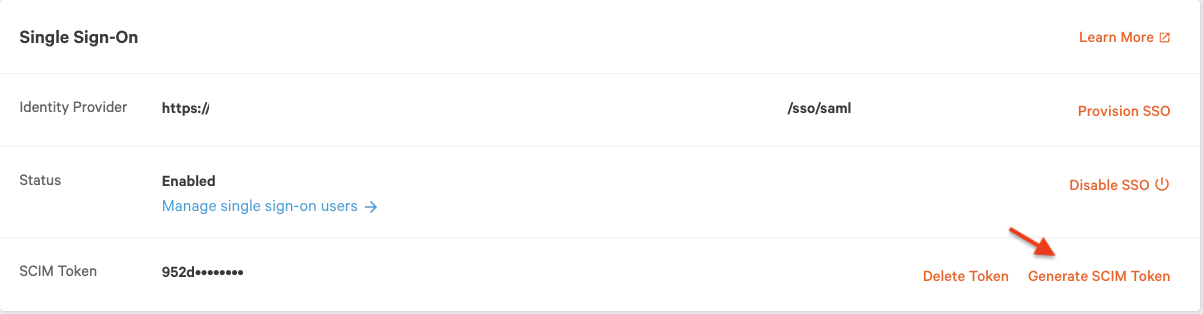 Single Sign-On
Learn More
Identity Provider
https://
/sso/saml
Provision SSO
Status
Enabled
Disable SSO
Manage single sign-on users
SCIM Token
952d••••••••
Delete Token
Generate SCIM Token